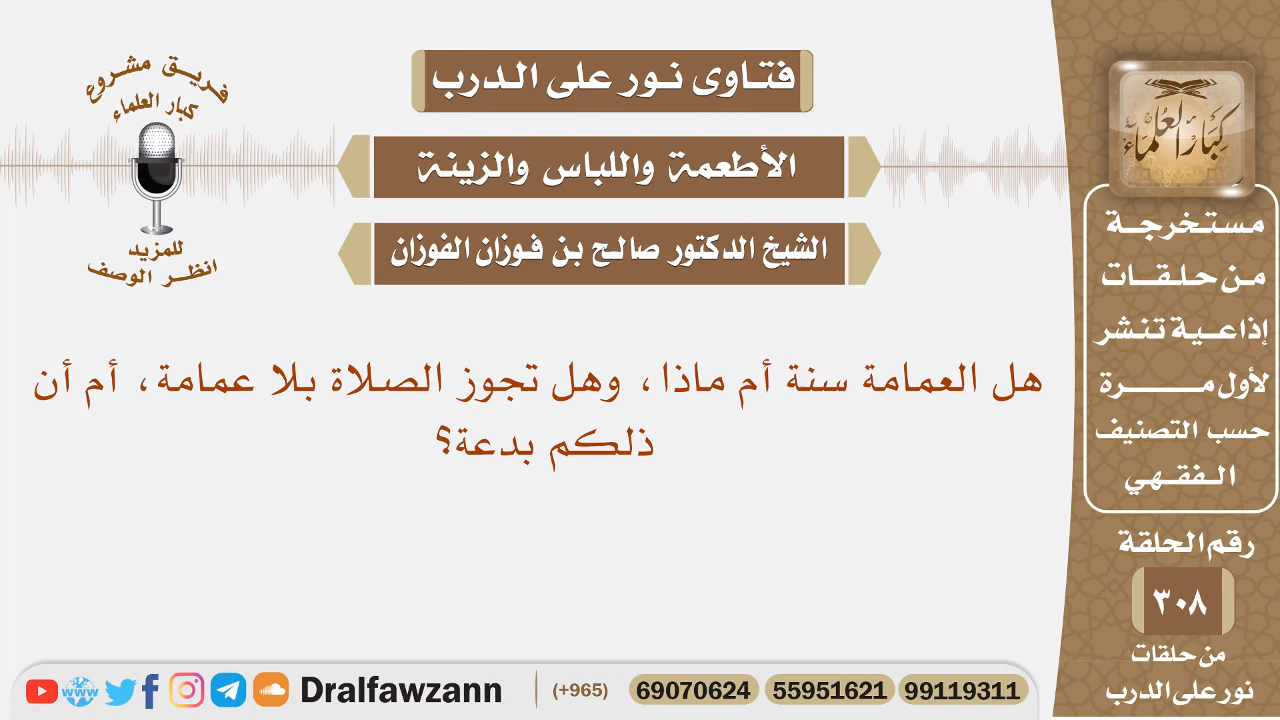 فتاوى نور على الدرب
الأطعمة واللباس والزينة
الشيخ الدكتور صالح بن فوزان الفوزان
هل العمامة سنة أم ماذا، وهل تجوز الصلاة بلا عمامة، أم أن
ذلكم بدعة؟
كبار العلماء
مستخرجة
من حلقات
إذاعية تنشر
لأول مرة
حسب التصنيف
الفقهي
رقم الحلقة
٣٠٨
من حلقات
نور على الدرب
فريق مشروع
كبار العلماء
للمزيد
انظر الوصف
www
Dralfawzann
(+965)
69070624
55951621
99119311